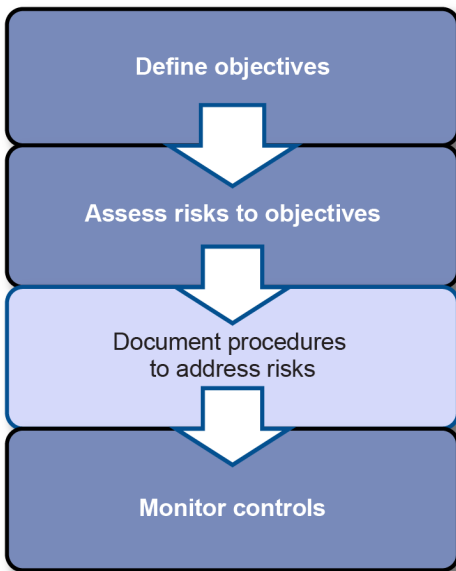 Define objectives
Assess risks to objectives
Document procedures
to address risks
Monitor controls